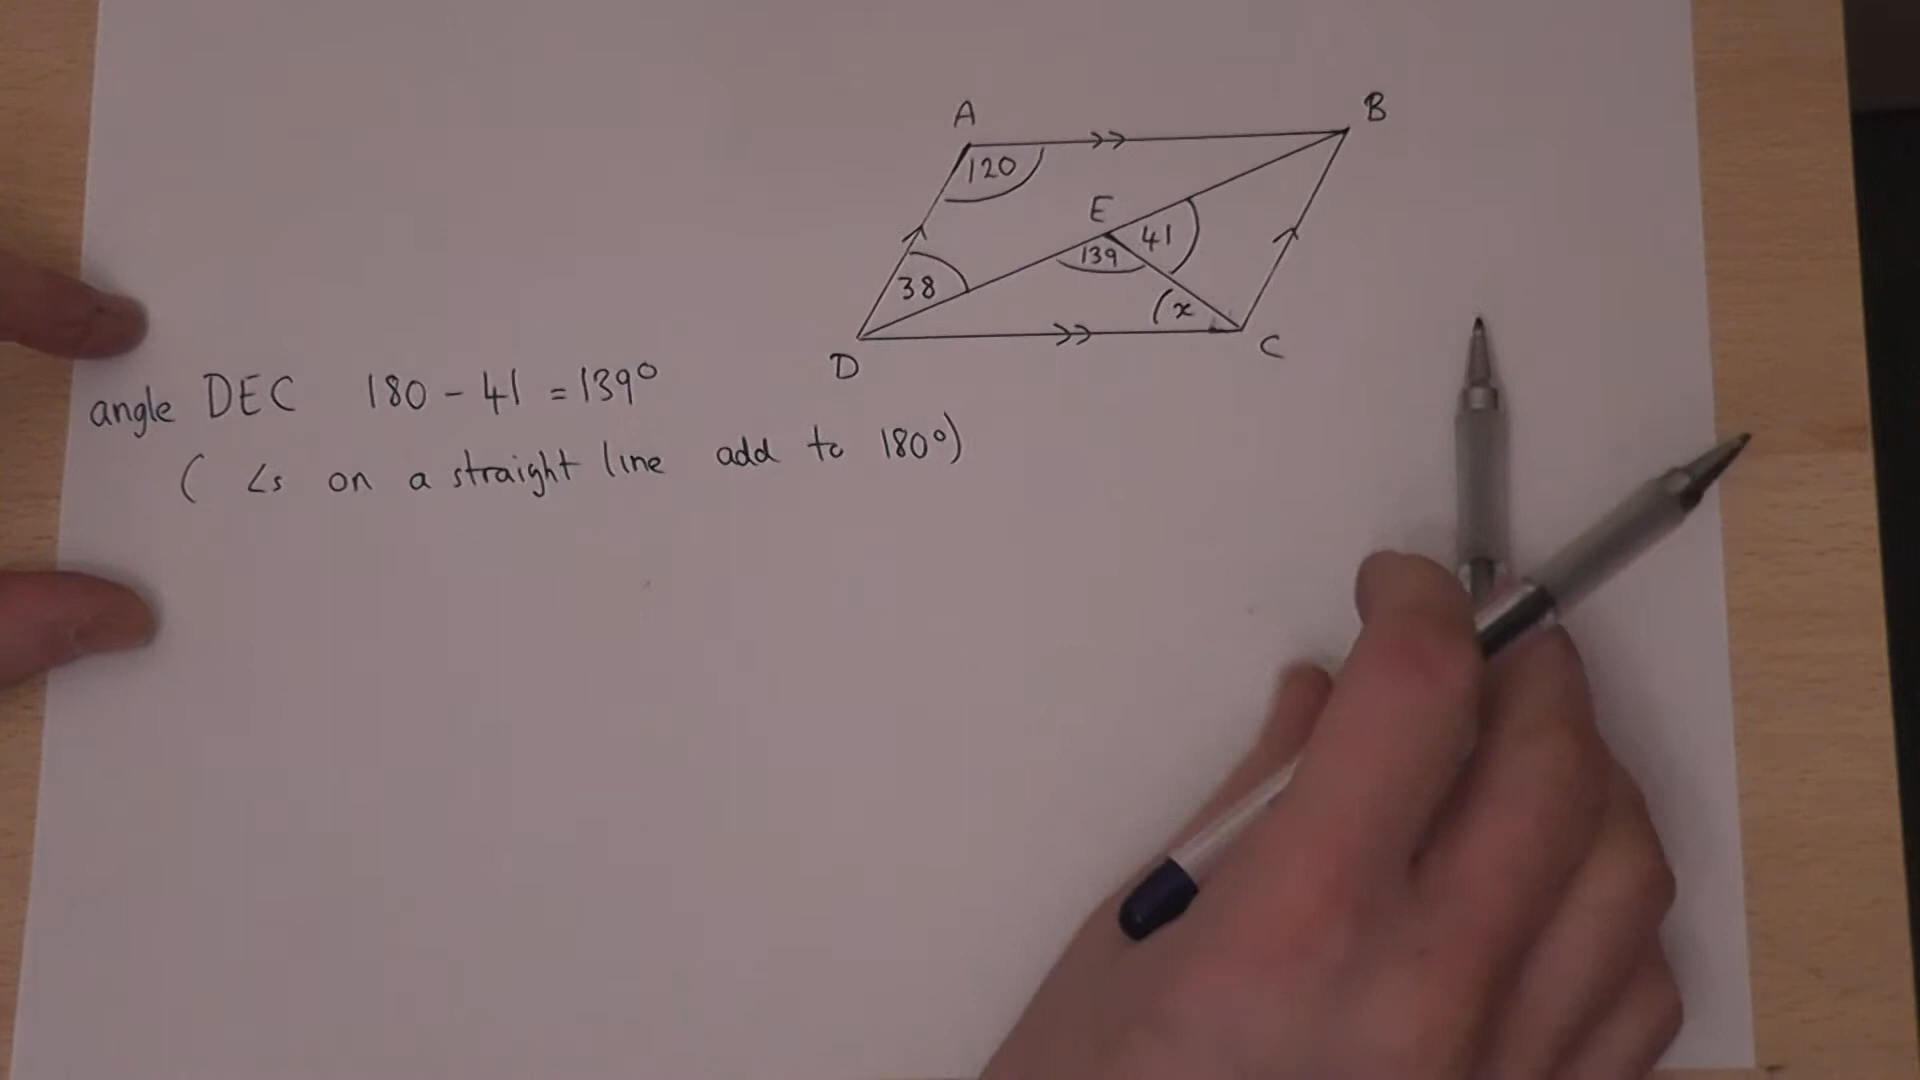 A
B
120
E
41
139
38
x
D
C
angle DEC 180 - 41 = 139°
( ∠s on a straight line add to 180°)